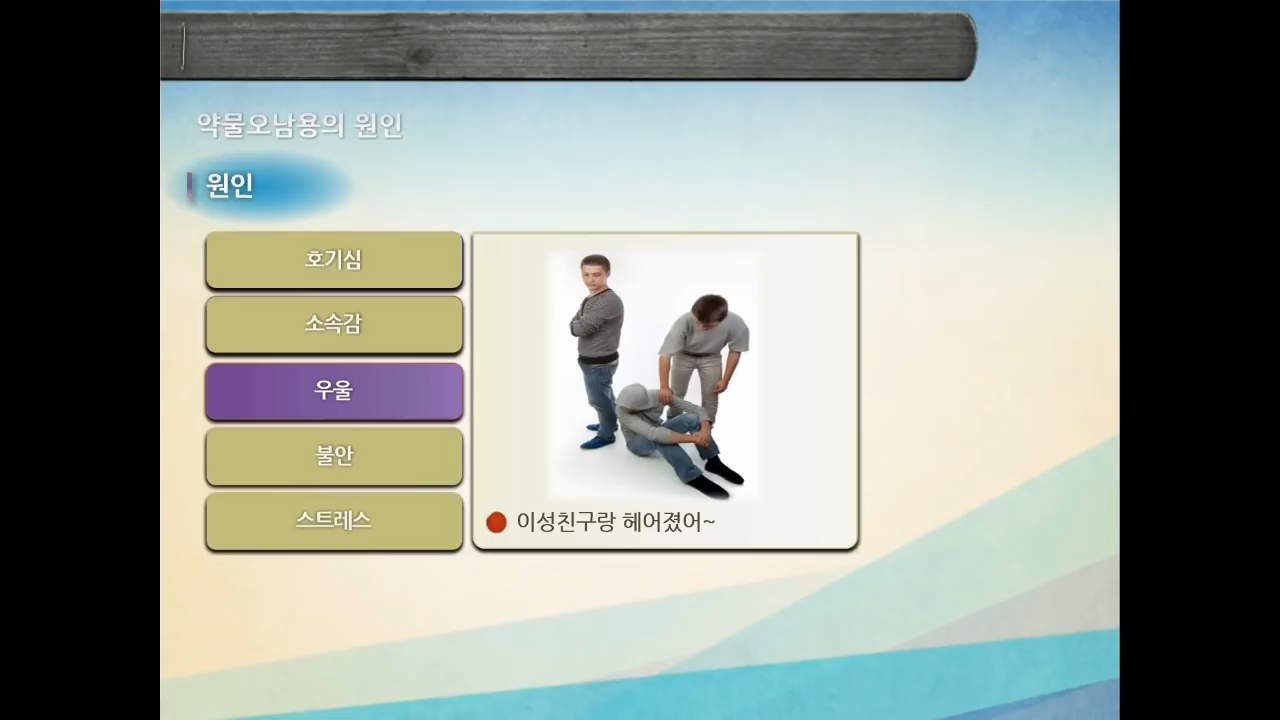 약물오남용의 원인
원인
호기심
소속감
우울
불안
스트레스
이성친구랑 헤어졌어~